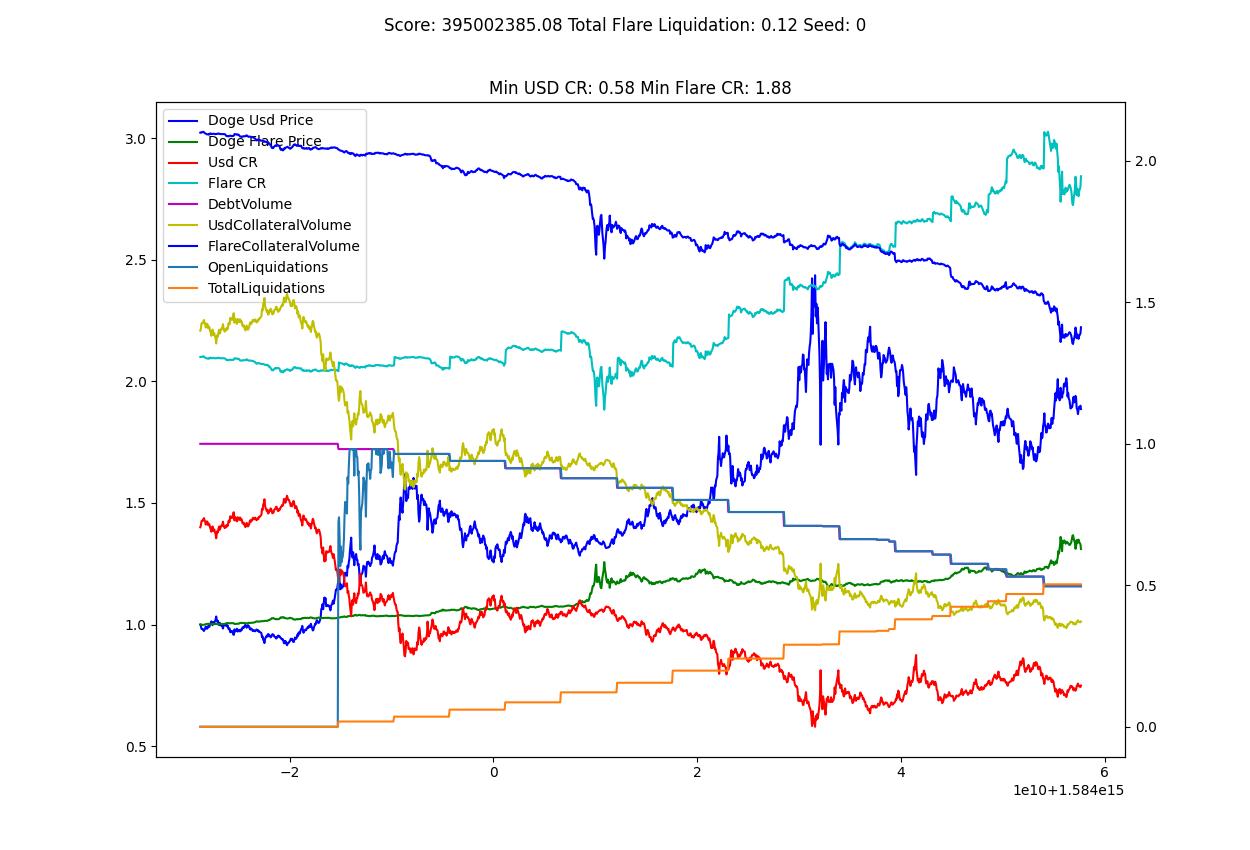 Score: 395002385.08 Total Flare Liquidation: 0.12 Seed: 0
Min USD CR: 0.58 Min Flare CR: 1.88
Doge Usd Price
Doge Flare Price
Usd CR
Flare CR
DebtVolume
UsdCollateralVolume
FlareCollateralVolume
OpenLiquidations
TotalLiquidations
3.0
2.5
2.0
1.5
1.0
0.5
2.0
1.5
1.0
0.5
0.0
−2
0
2
4
6
1e10+1.584e15